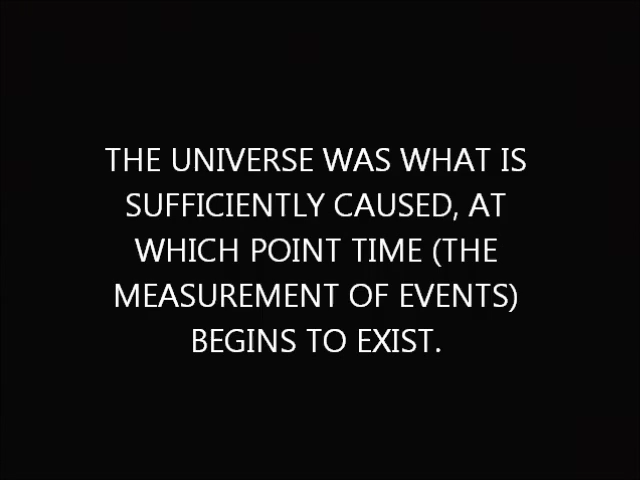 THE UNIVERSE WAS WHAT IS
SUFFICIENTLY CAUSED, AT
WHICH POINT TIME (THE
MEASUREMENT OF EVENTS)
BEGINS TO EXIST.